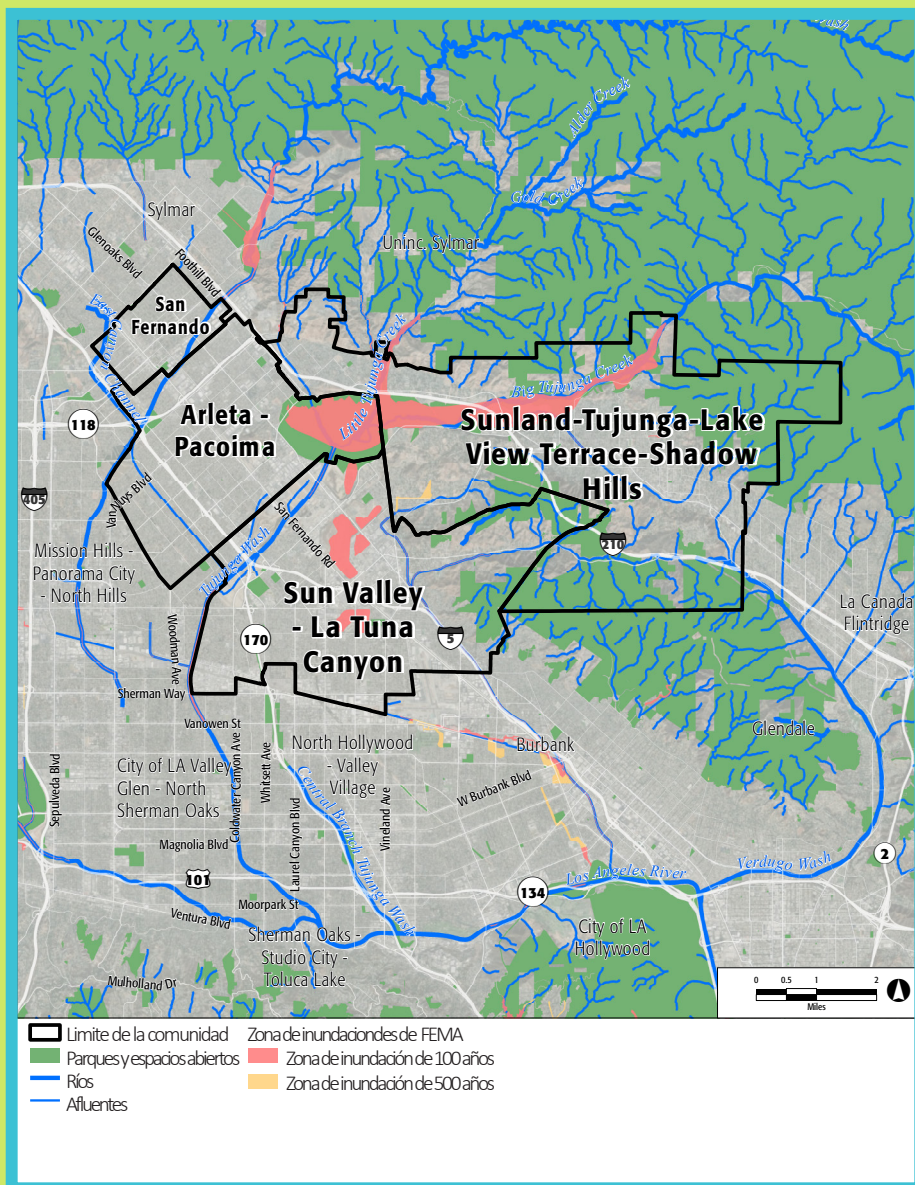 Wash
Alder Creek
Gold Creek
Sylmar
Uninc. Sylmar
Glenoaks Blvd
Foothill Blvd
San
Fernando
East
Canyon
Channel
Little Tujunga Creek
Big Tujunga Creek
118
Arleta -
Pacoima
Sunland-Tujunga-Lake
View Terrace-Shadow
Hills
405
Van Nuys Blvd
San Fernando Rd
Mission Hills -
Panorama City
- North Hills
Tujunga Wash
210
Sun Valley
- La Tuna
Canyon
La Canada
Flintridge
170
5
Woodman Ave
Sherman Way
Vanowen St
Glendale
North Hollywood
- Valley
Village
Burbank
City of LA Valley
Glen - North
Sherman Oaks
Sepulveda Blvd
Coldwater Canyon Ave
Whitsett Ave
Laurel Canyon Blvd
Vineland Ave
W Burbank Blvd
Central Branch Tujunga Wash
Magnolia Blvd
101
Los Angeles River
Verdugo Wash
2
134
Moorpark St
Ventura Blvd
Sherman Oaks -
Studio City -
Toluca Lake
City of LA
Hollywood
Mulholland Dr
0 0.5 1 2
Miles
Limite de la comunidad
Parques y espacios abiertos
Ríos
Afluentes
Zona de inundaciondes de FEMA
Zona de inundación de 100 años
Zona de inundación de 500 años